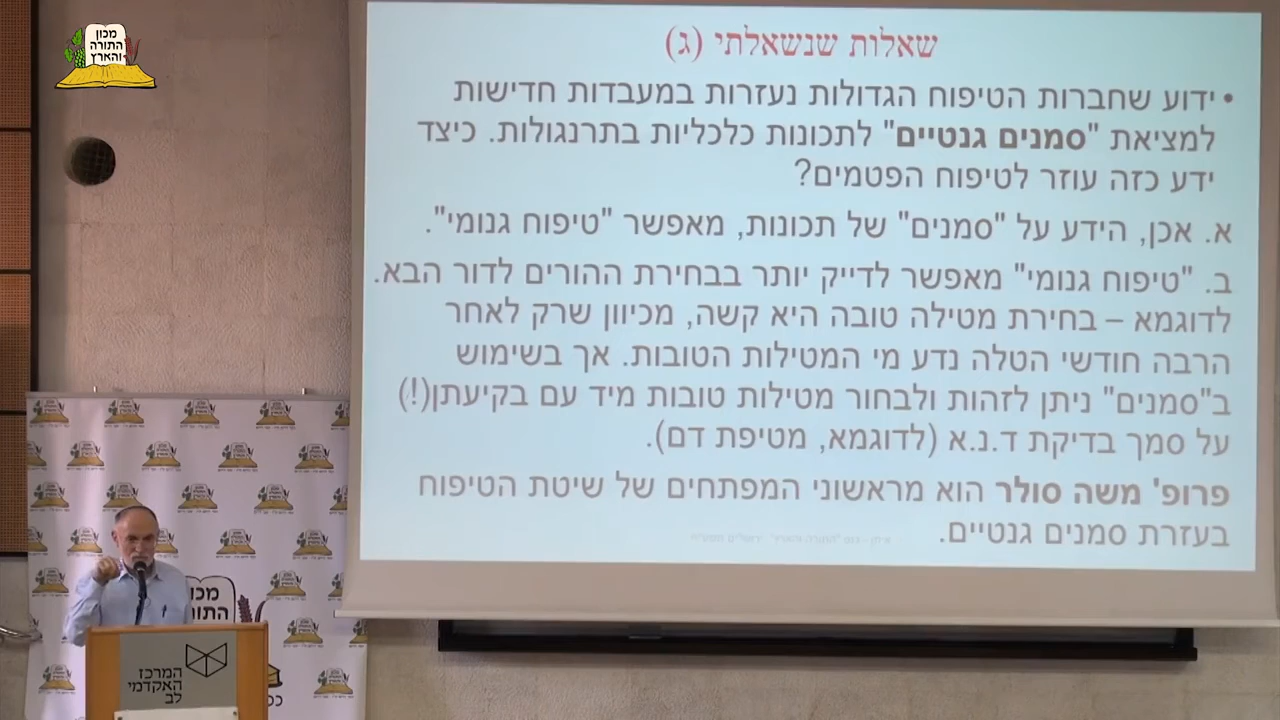 מכון
התורה
והארץ
שאלות שנשאלתי (ג)
• ידוע שחברות הטיפוח הגדולות נעזרות במעבדות חדישות
למציאת "סמנים גנטיים" לתכונות כלכליות בתרנגולות. כיצד
ידע כזה עוזר לטיפוח הפטמים?
א. אכן, הידע על "סמנים" של תכונות, מאפשר "טיפוח גנומי".
ב. "טיפוח גנומי" מאפשר לדייק יותר בבחירת ההורים לדור הבא.
לדוגמא – בחירת מטילה טובה היא קשה, מכיוון שרק לאחר
הרבה חודשי הטלה נדע מי המטילות הטובות. אך בשימוש
ב"סמנים" ניתן לזהות ולבחור מטילות טובות מיד עם בקיעתן(!)
על סמך בדיקת ד.נ.א (לדוגמא, מטיפת דם).
פרופ' משה סולר הוא מראשוני המפתחים של שיטת הטיפוח
בעזרת סמנים גנטיים.
מכון
התור
המרכז
האקדמי
לב